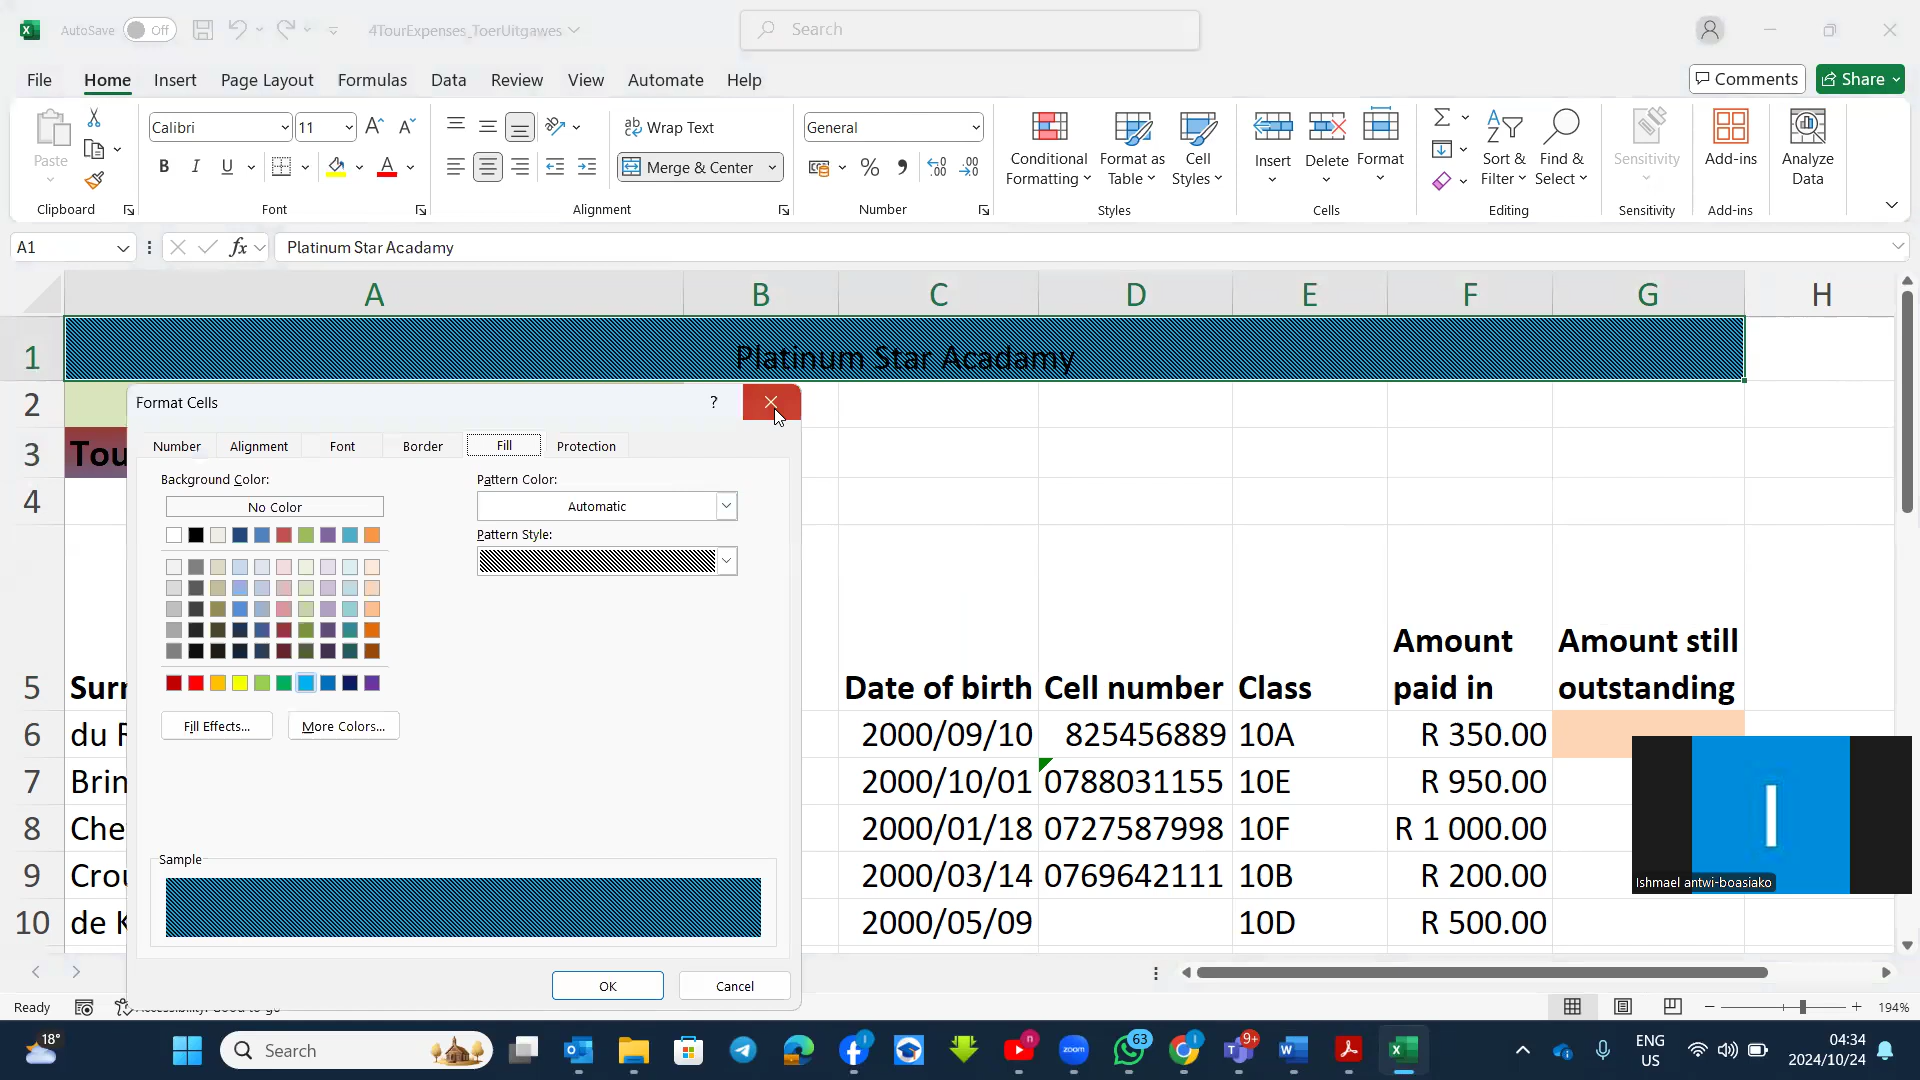 AutoSave Off 4TourExpenses_ToerUitgawes Search
File Home Insert Page Layout Formulas Data Review View Automate Help Comments Share
Paste Calibri 11 Wrap Text General Conditional Formatting Format as Table Cell Styles Insert Delete Format Sort & Filter Find & Select Sensitivity Add-ins Analyze Data
B I U Merge & Center
Clipboard Font Alignment Number Styles Cells Editing Sensitivity Add-ins
A1 fx Platinum Star Acadamy
A B C D E F G H
1 Platinum Star Acadamy
2
3 Tou
4
Format Cells ?
Number Alignment Font Border Fill Protection
Background Color: Pattern Color:
No Color Automatic
Pattern Style:
Fill Effects... More Colors...
Sample
OK Cancel
Amount Amount still
5 Surr Date of birth Cell number Class paid in outstanding
6 du R 2000/09/10 825456889 10A R 350.00
7 Brin 2000/10/01 0788031155 10E R 950.00
8 Che 2000/01/18 0727587998 10F R 1 000.00
9 Crou 2000/03/14 0769642111 10B R 200.00
10 de K 2000/05/09 10D R 500.00
I
Ishmael antwi-boasiako
Ready 194%
18° Search zoom 63 9+ ENG US 04:34 2024/10/24